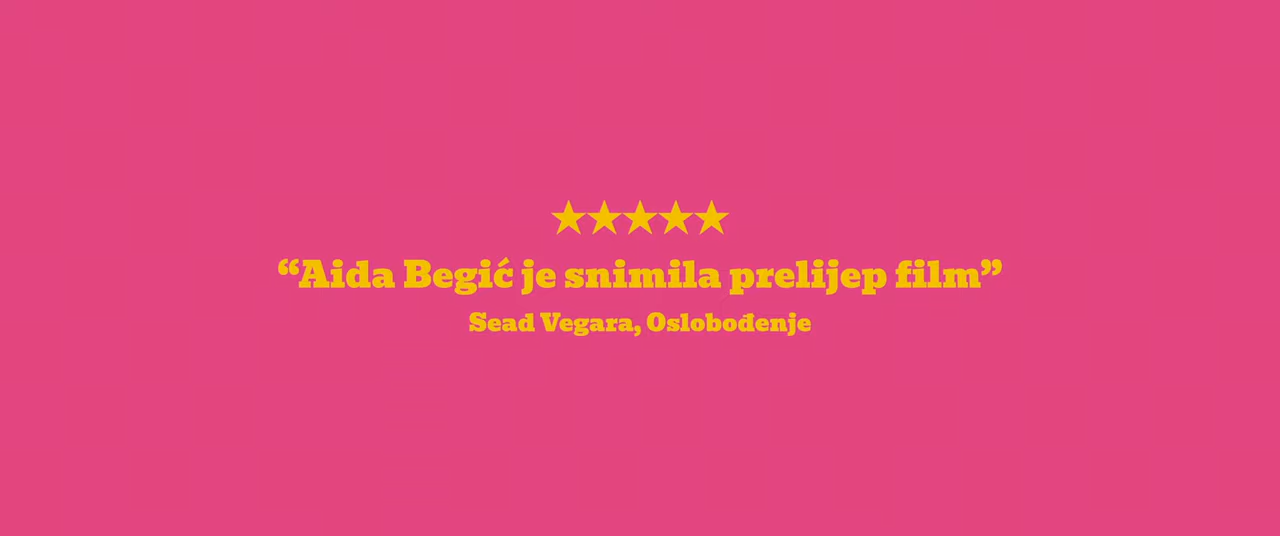 ★★★★★
“Aida Begić je snimila prelijep film”
Sead Vegara, Oslobođenje